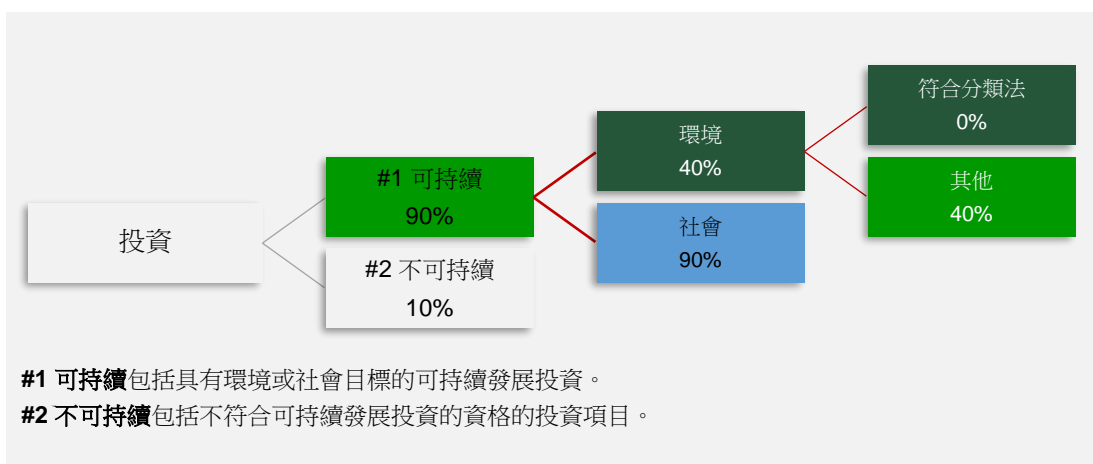 投資
#1 可持續
90%
#2 不可持續
10%
環境
40%
社會
90%
符合分類法
0%
其他
40%
#1 可持續包括具有環境或社會目標的可持續發展投資。
#2 不可持續包括不符合可持續發展投資的資格的投資項目。